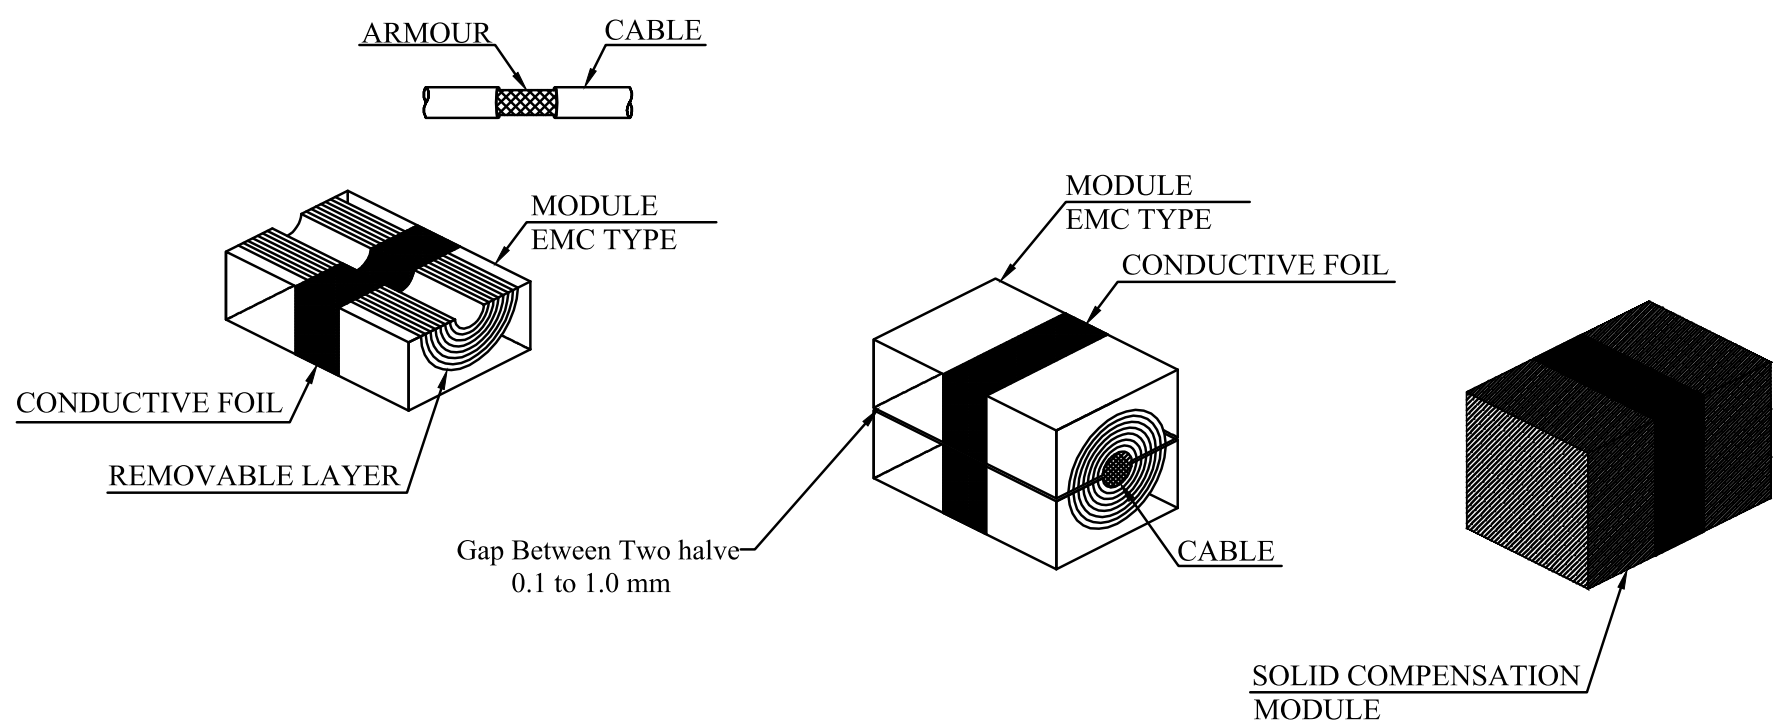 ARMOUR
CABLE
MODULE
EMC TYPE
CONDUCTIVE FOIL
REMOVABLE LAYER
MODULE
EMC TYPE
CONDUCTIVE FOIL
Gap Between Two halve
0.1 to 1.0 mm
CABLE
SOLID COMPENSATION
MODULE